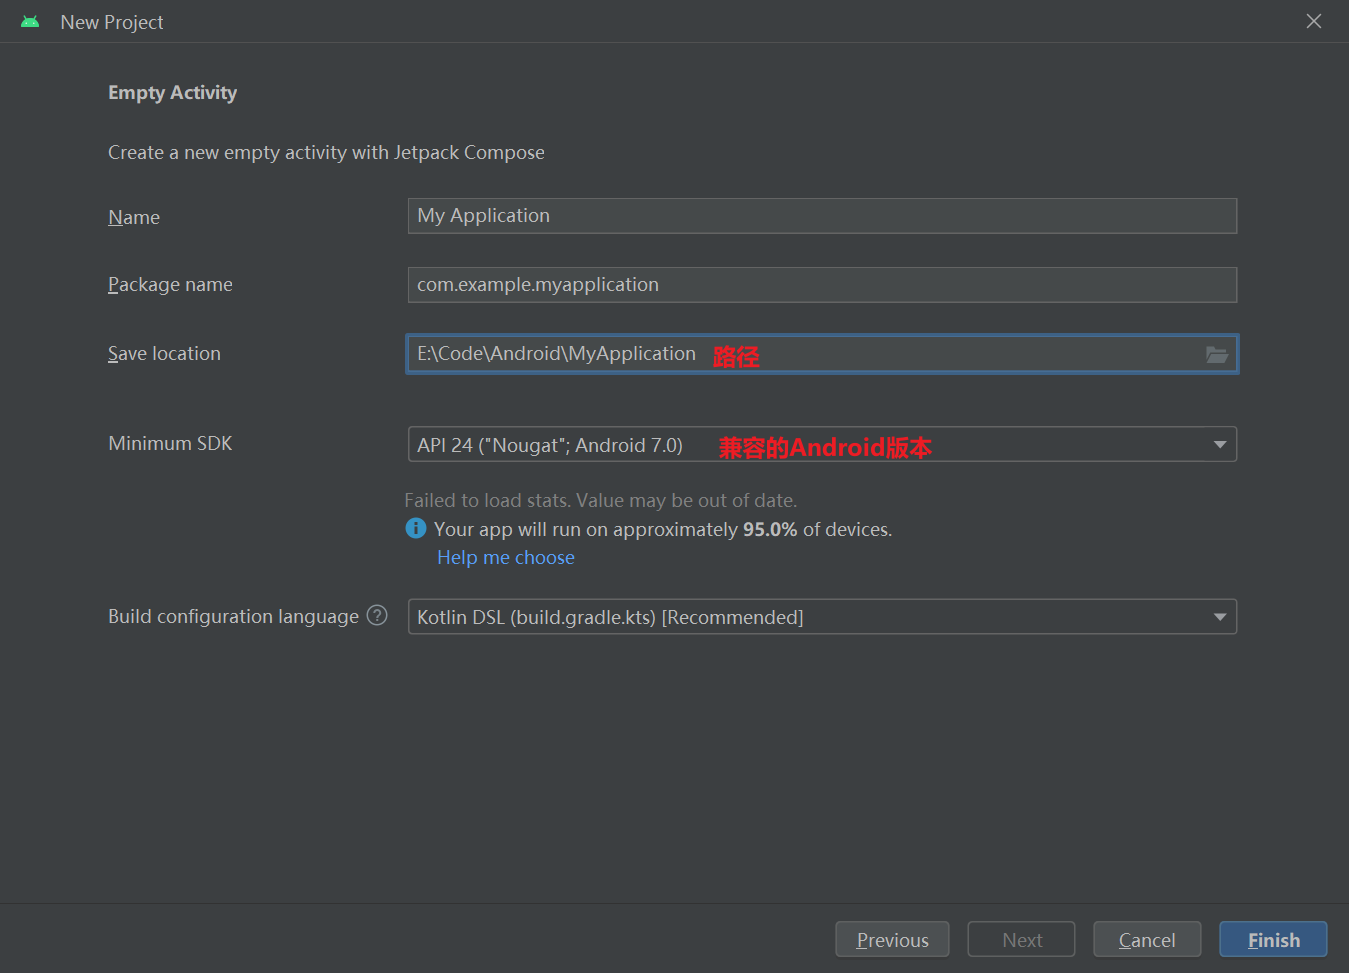 New Project
Empty Activity
Create a new empty activity with Jetpack Compose
Name
My Application
Package name
com.example.myapplication
Save location
E:\Code\Android\MyApplication 路径
Minimum SDK
API 24 ("Nougat"; Android 7.0) 兼容的Android版本
Failed to load stats. Value may be out of date.
Your app will run on approximately 95.0% of devices.
Help me choose
Build configuration language ?
Kotlin DSL (build.gradle.kts) [Recommended]
Previous
Next
Cancel
Finish